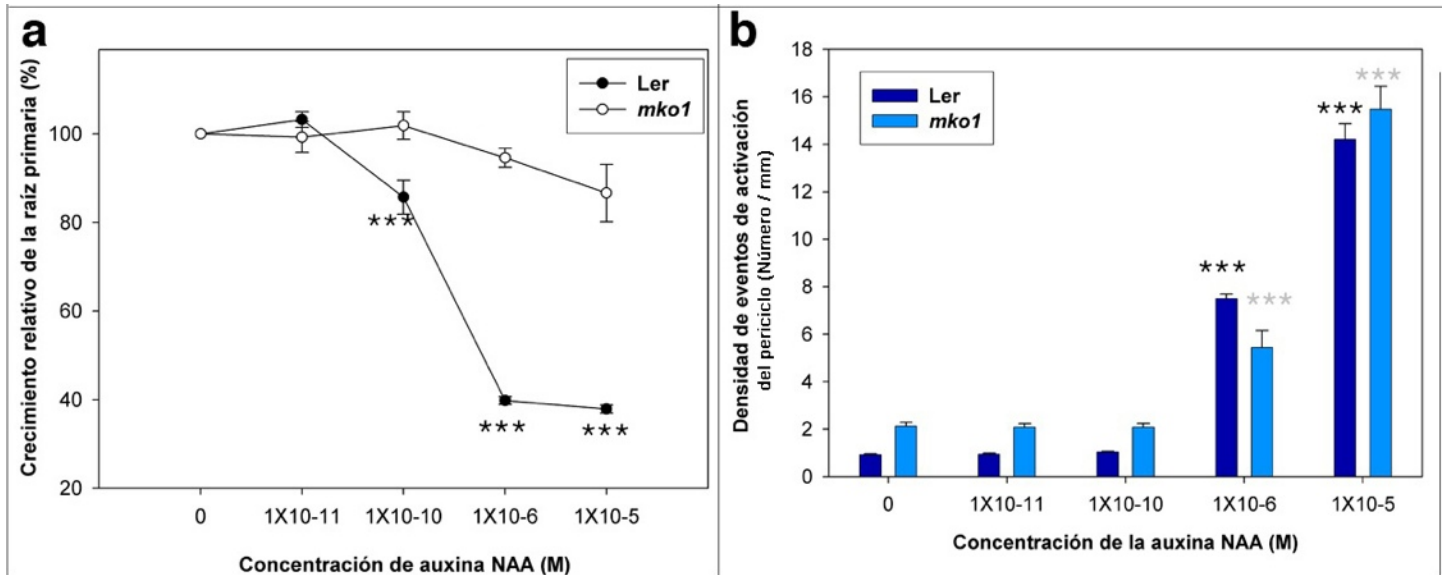 a
Crecimiento relativo de la raíz primaria (%)
100
80
60
40
20
Ler
mko1
***
***
***
0
1X10-11
1X10-10
1X10-6
1X10-5
Concentración de auxina NAA (M)
b
Densidad de eventos de activación
del periciclo (Número / mm)
18
16
14
12
10
8
6
4
2
0
Ler
mko1
***
***
***
***
0
1X10-11
1X10-10
1X10-6
1X10-5
Concentración de la auxina NAA (M)